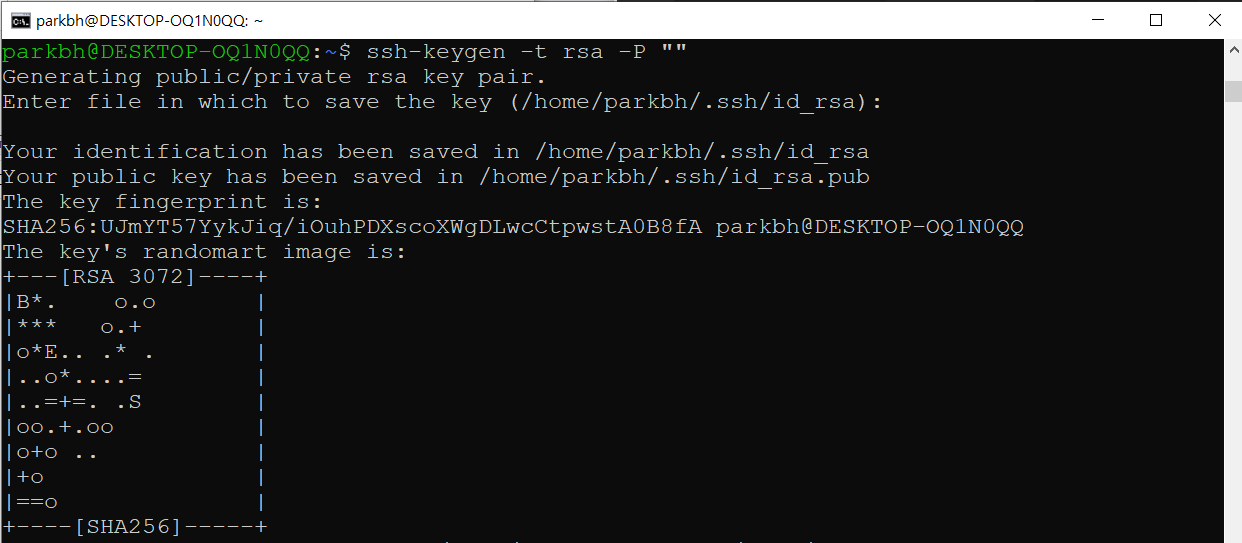 parkbh@DESKTOP-OQ1N0QQ: ~
parkbh@DESKTOP-OQ1N0QQ:~$ ssh-keygen -t rsa -P ""
Generating public/private rsa key pair.
Enter file in which to save the key (/home/parkbh/.ssh/id_rsa):
Your identification has been saved in /home/parkbh/.ssh/id_rsa
Your public key has been saved in /home/parkbh/.ssh/id_rsa.pub
The key fingerprint is:
SHA256:UJmYT57YykJiq/iOuhPDXscoXWgDLwcCtpwstA0B8fA parkbh@DESKTOP-OQ1N0QQ
The key's randomart image is:
+---[RSA 3072]----+
|B*.    o.o       |
|***   o.+        |
|o*E.. .* .       |
|..o*....=        |
|..=+=. .S        |
|oo.+.oo          |
|o+o ..           |
|+o               |
|==o              |
+----[SHA256]-----+